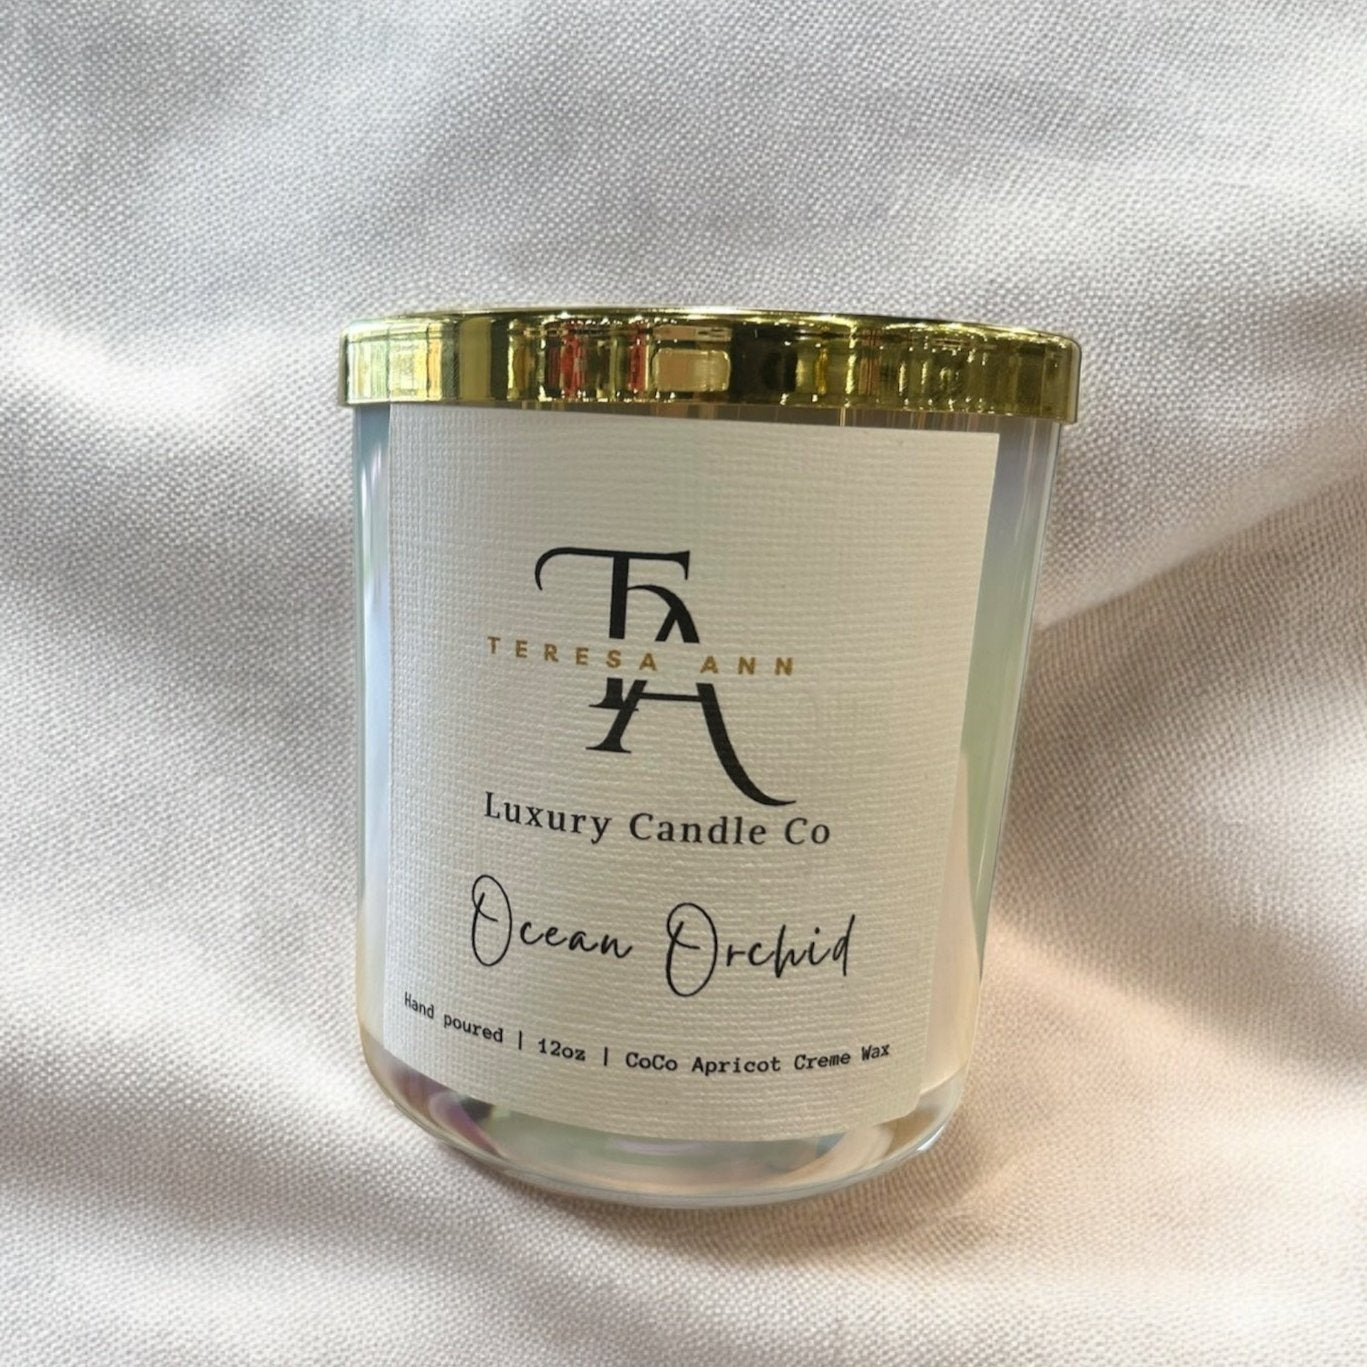 TA
TERESA ANN
Luxury Candle Co
Ocean Orchid
Hand poured | 12oz | CoCo Apricot Creme Wax